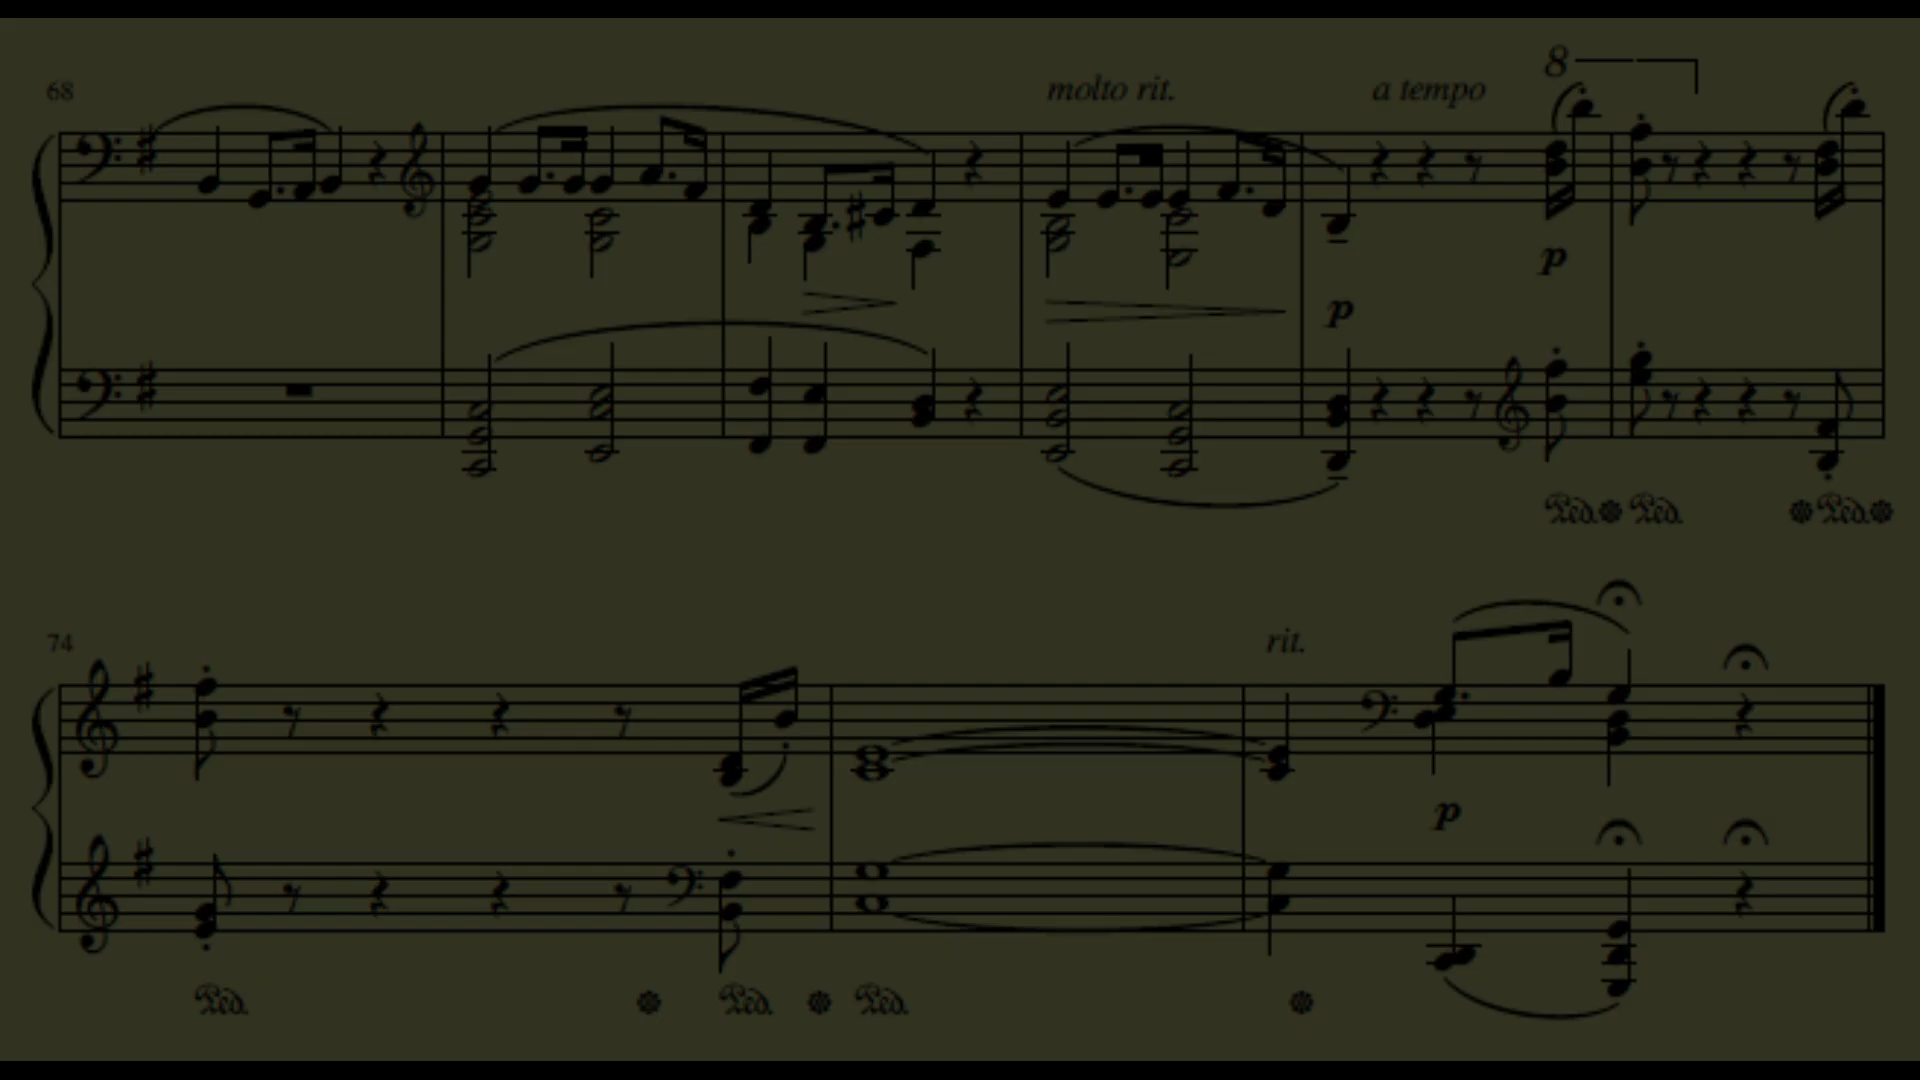 68
molto rit.
a tempo
8
p
p
Ped. Ped. Ped.
74
rit.
p
Ped. Ped. Ped.